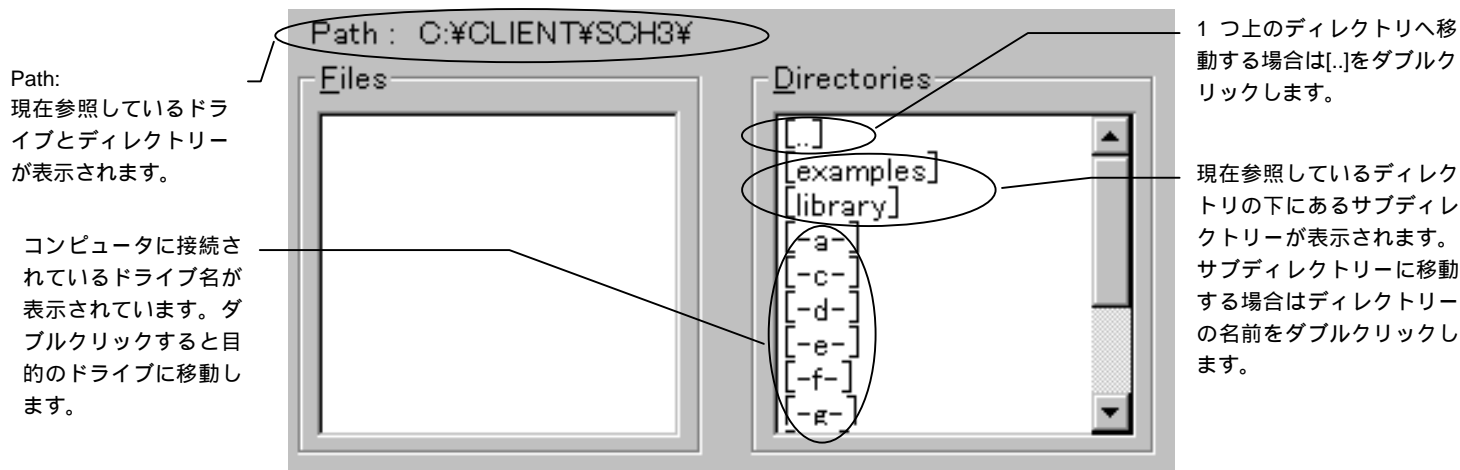 Path : C:¥CLIENT¥SCH3¥
Path:
現在参照しているドラ
イブとディレクトリー
が表示されます。
コンピュータに接続さ
れているドライブ名が
表示されています。ダ
ブルクリックすると目
的のドライブに移動し
ます。
Files
Directories
[..]
[examples]
[library]
[-a-]
[-c-]
[-d-]
[-e-]
[-f-]
[-g-]
1 つ上のディレクトリへ移
動する場合は[..]をダブルク
リックします。
現在参照しているディレク
トリの下にあるサブディレ
クトリーが表示されます。
サブディレクトリーに移動
する場合はディレクトリー
の名前をダブルクリックし
ます。